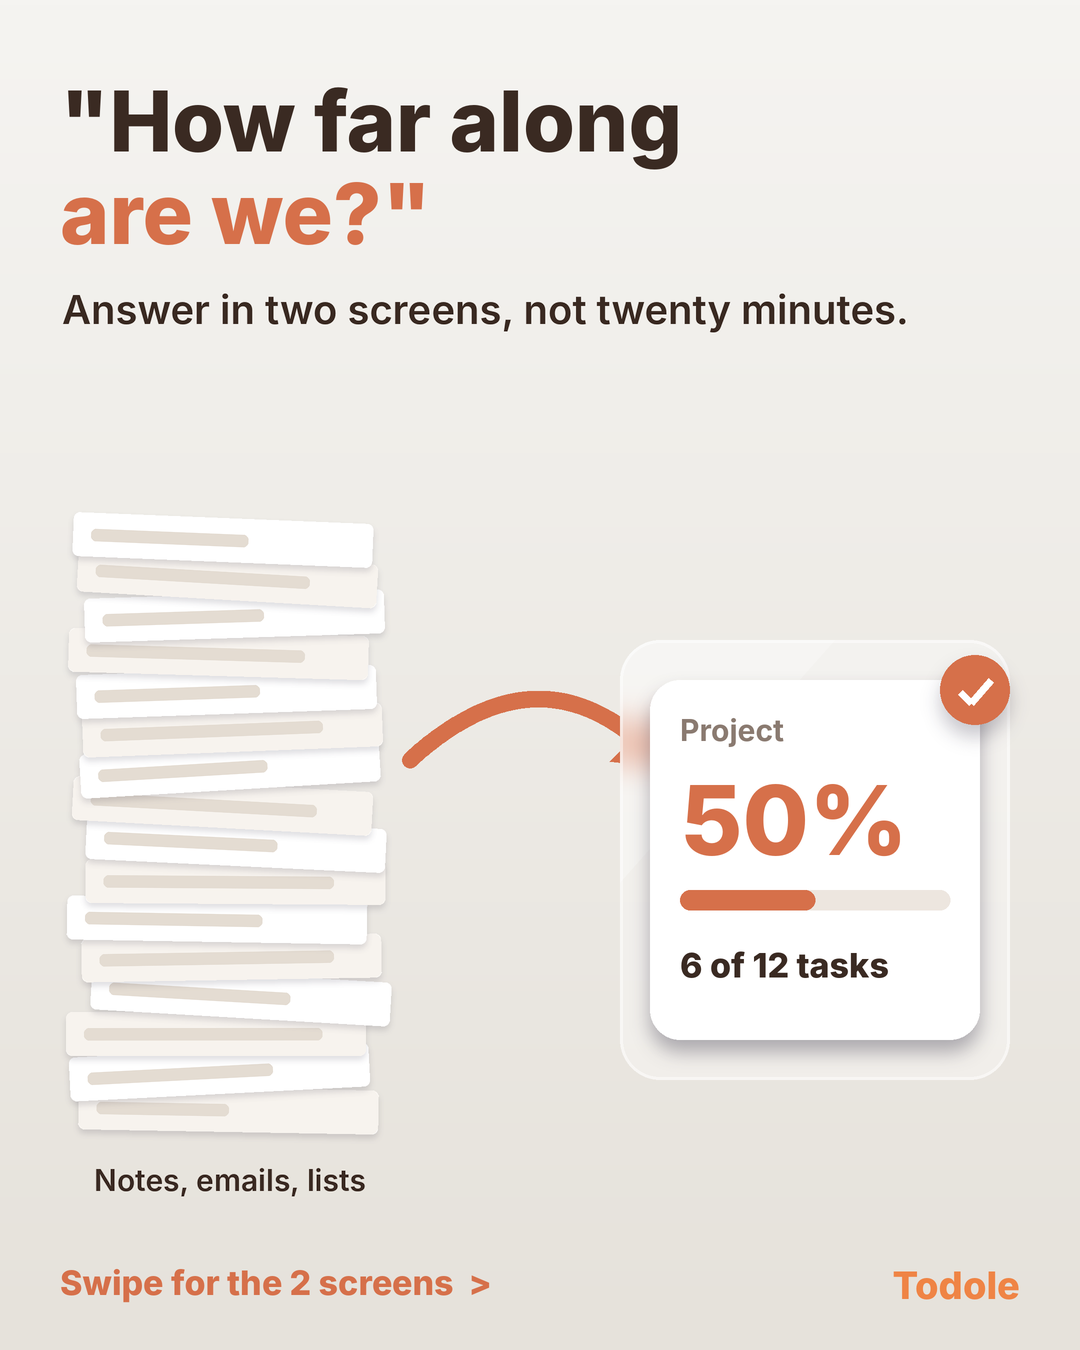 "How far along
are we?"
Answer in two screens, not twenty minutes.
Project
50%
6 of 12 tasks
Notes, emails, lists
Swipe for the 2 screens >
Todole